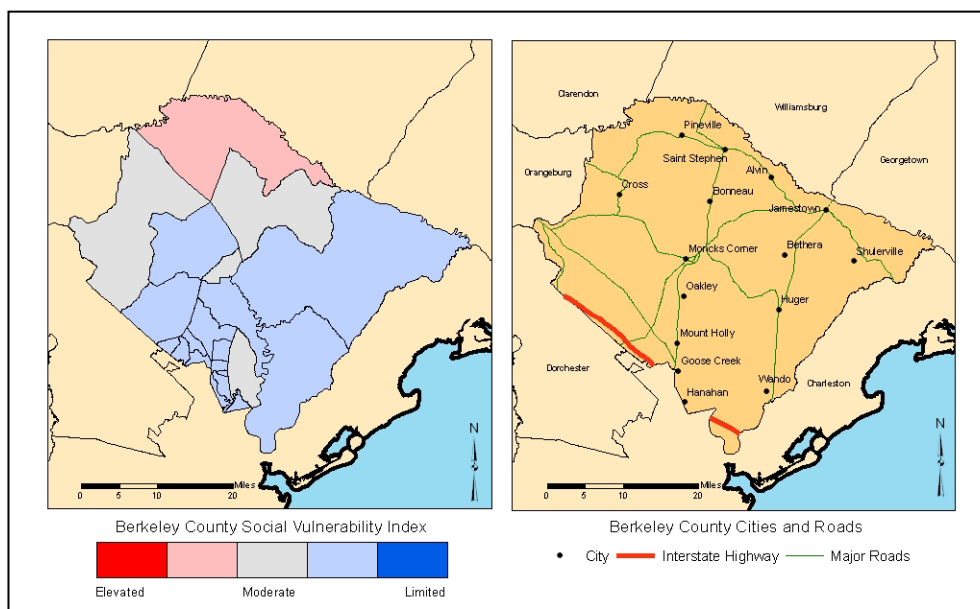 N
0 5 10 20
Miles
Berkeley County Social Vulnerability Index
Elevated Moderate Limited
Clarendon
Williamsburg
Georgetown
Orangeburg
Pineville
Saint Stephen
Alvin
Cross
Bonneau
Jamestown
Moncks Corner
Bethera
Shulerville
Oakley
Huger
Mount Holly
Dorchester
Goose Creek
Wando
Charleston
Hanahan
N
0 5 10 20
Miles
Berkeley County Cities and Roads
City Interstate Highway Major Roads